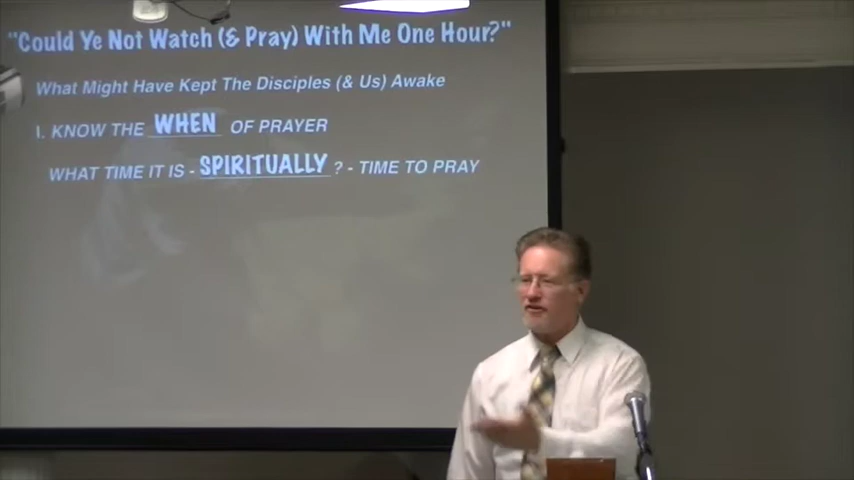 "Could Ye Not Watch (& Pray) With Me One Hour?"
What Might Have Kept The Disciples (& Us) Awake
I. KNOW THE WHEN OF PRAYER
WHAT TIME IT IS - SPIRITUALLY ? - TIME TO PRAY